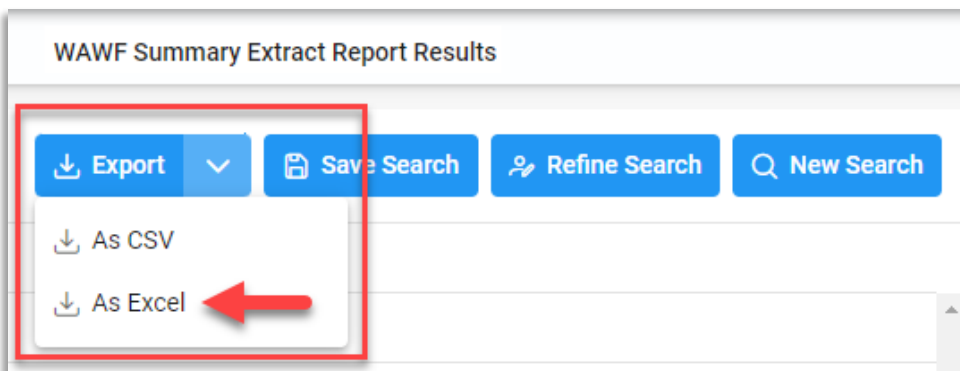 WAWF Summary Extract Report Results
Export Save Search Refine Search New Search
As CSV
As Excel